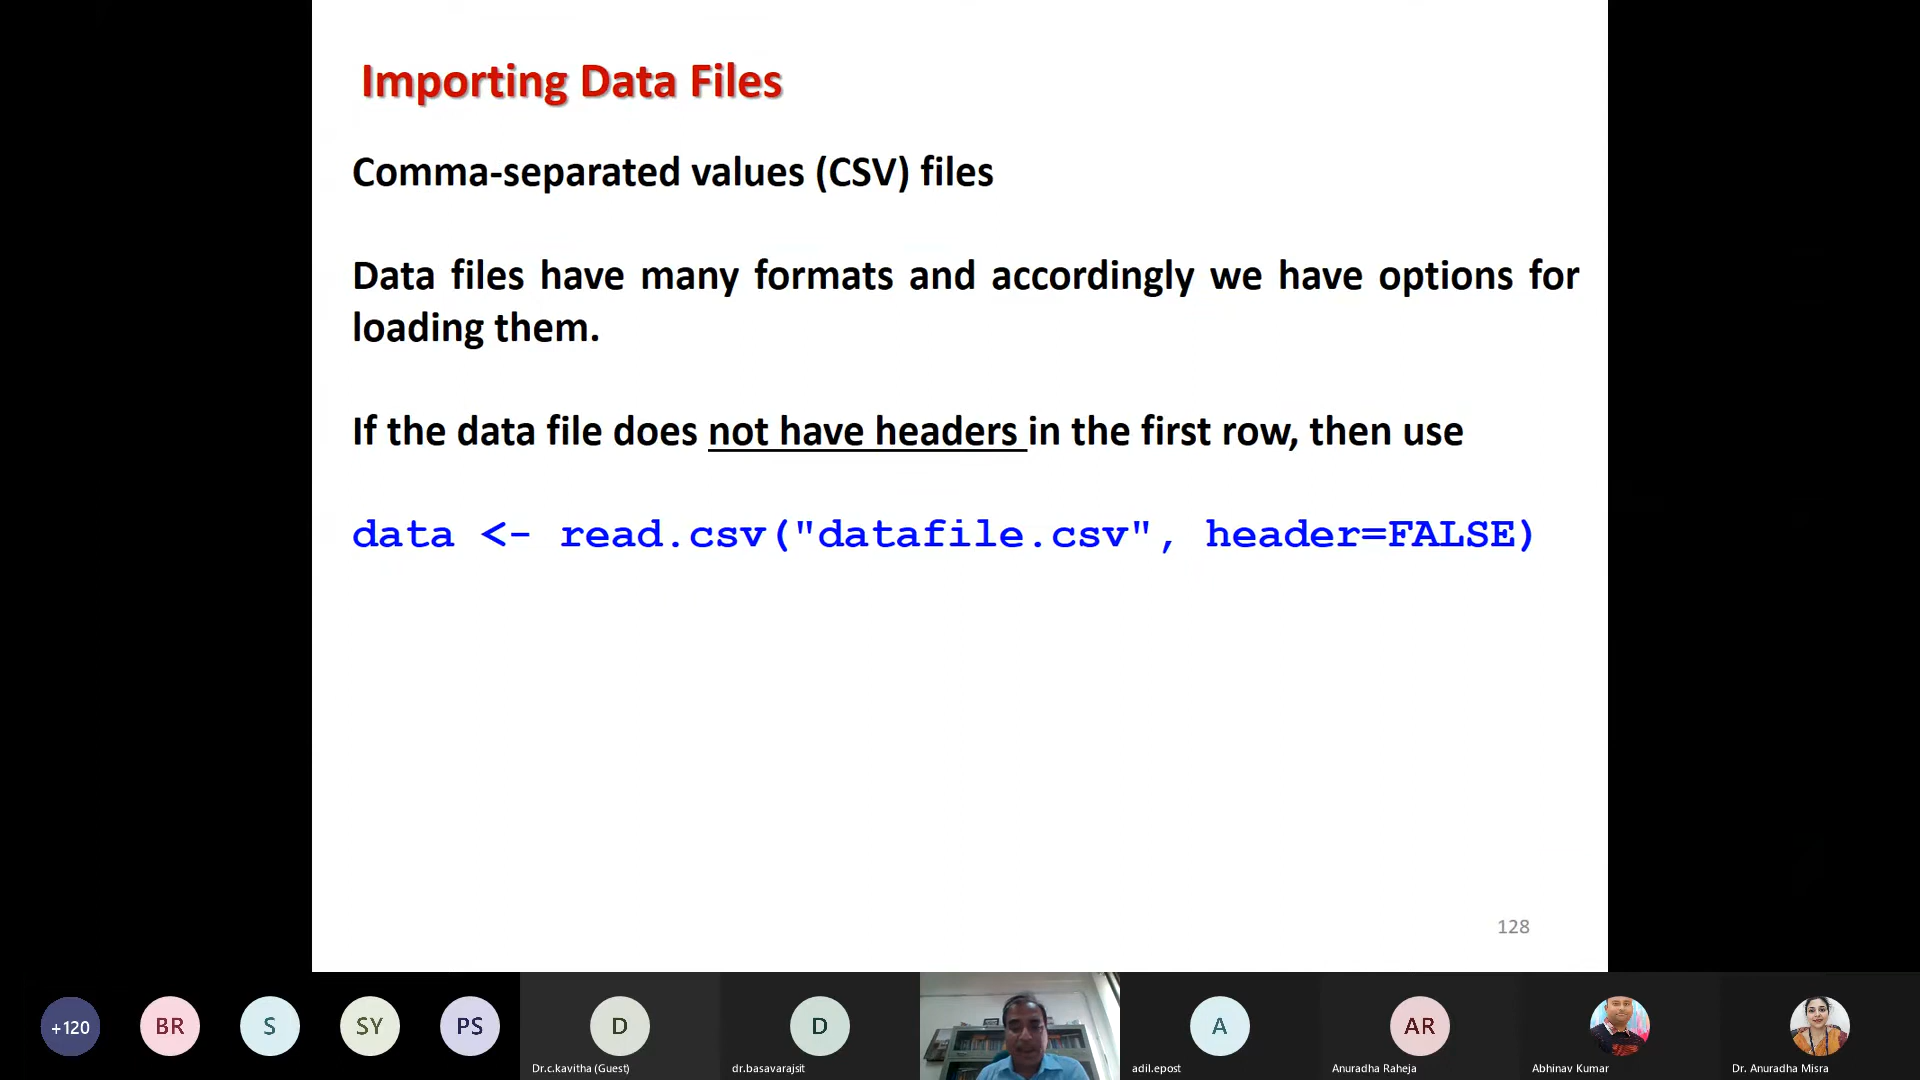 Importing Data Files
Comma-separated values (CSV) files
Data files have many formats and accordingly we have options for
loading them.
If the data file does not have headers in the first row, then use
data <- read.csv("datafile.csv", header=FALSE)
128
+120
BR
S
SY
PS
D
Dr.c.kavitha (Guest)
D
dr.basavarajsit
A
adil.epost
AR
Anuradha Raheja
Abhinav Kumar
Dr. Anuradha Misra